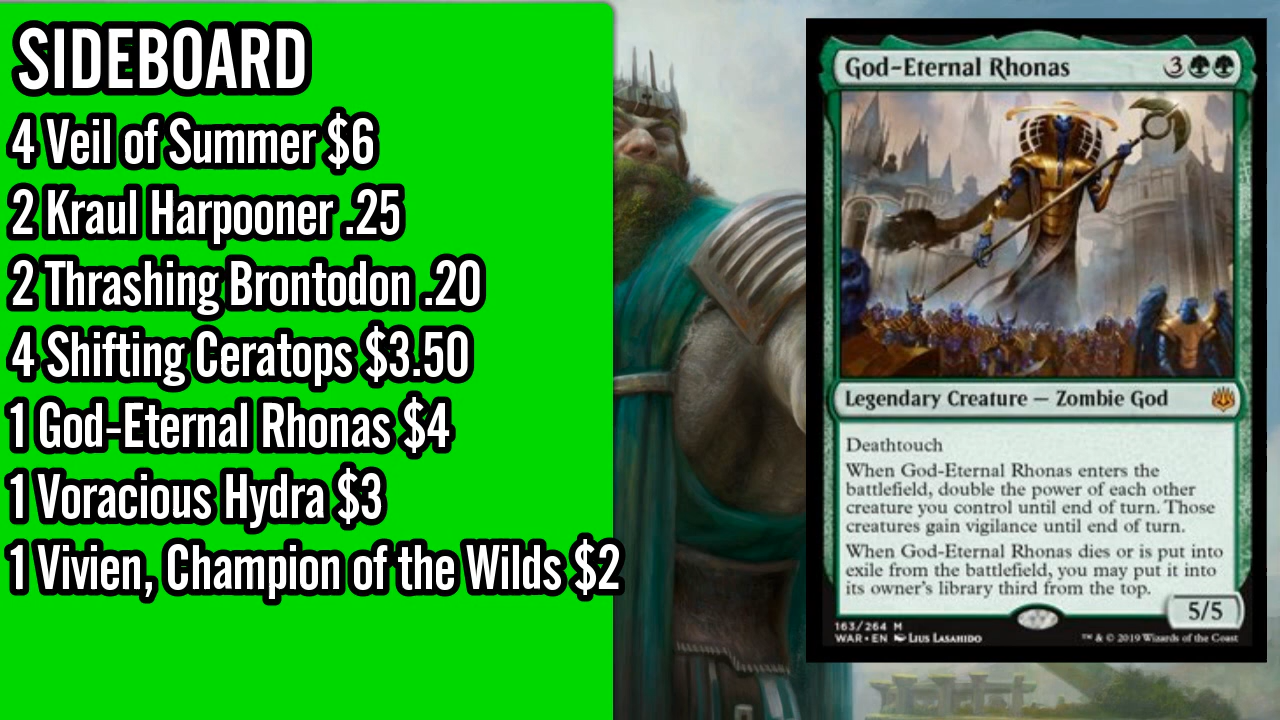 SIDEBOARD
4 Veil of Summer $6
2 Kraul Harpooner .25
2 Thrashing Brontodon .20
4 Shifting Ceratops $3.50
1 God-Eternal Rhonas $4
1 Voracious Hydra $3
1 Vivien, Champion of the Wilds $2
God-Eternal Rhonas 3
Legendary Creature — Zombie God
Deathtouch
When God-Eternal Rhonas enters the
battlefield, double the power of each other
creature you control until end of turn. Those
creatures gain vigilance until end of turn.
When God-Eternal Rhonas dies or is put into
exile from the battlefield, you may put it into
its owner's library third from the top.
5/5
163/264 M
WAR • EN Lius Lasahido
™ & © 2019 Wizards of the Coast